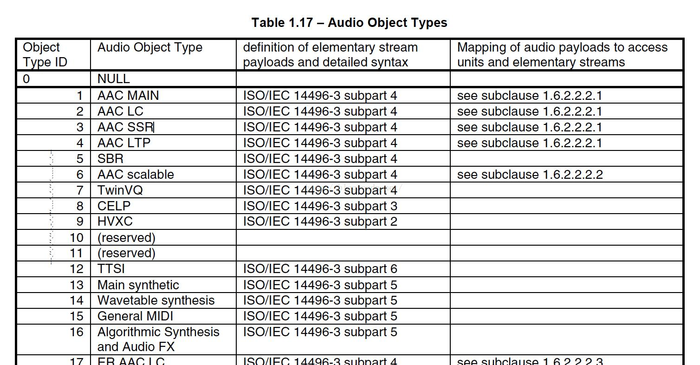 Table 1.17 – Audio Object Types
Object Type ID Audio Object Type definition of elementary stream payloads and detailed syntax Mapping of audio payloads to access units and elementary streams
0 NULL
1 AAC MAIN ISO/IEC 14496-3 subpart 4 see subclause 1.6.2.2.2.1
2 AAC LC ISO/IEC 14496-3 subpart 4 see subclause 1.6.2.2.2.1
3 AAC SSR ISO/IEC 14496-3 subpart 4 see subclause 1.6.2.2.2.1
4 AAC LTP ISO/IEC 14496-3 subpart 4 see subclause 1.6.2.2.2.1
5 SBR ISO/IEC 14496-3 subpart 4
6 AAC scalable ISO/IEC 14496-3 subpart 4 see subclause 1.6.2.2.2.2
7 TwinVQ ISO/IEC 14496-3 subpart 4
8 CELP ISO/IEC 14496-3 subpart 3
9 HVXC ISO/IEC 14496-3 subpart 2
10 (reserved)
11 (reserved)
12 TTSI ISO/IEC 14496-3 subpart 6
13 Main synthetic ISO/IEC 14496-3 subpart 5
14 Wavetable synthesis ISO/IEC 14496-3 subpart 5
15 General MIDI ISO/IEC 14496-3 subpart 5
16 Algorithmic Synthesis and Audio FX ISO/IEC 14496-3 subpart 5
17 ER AAC LC ISO/IEC 14496-3 subpart 4 see subclause 1.6.2.2.2.3